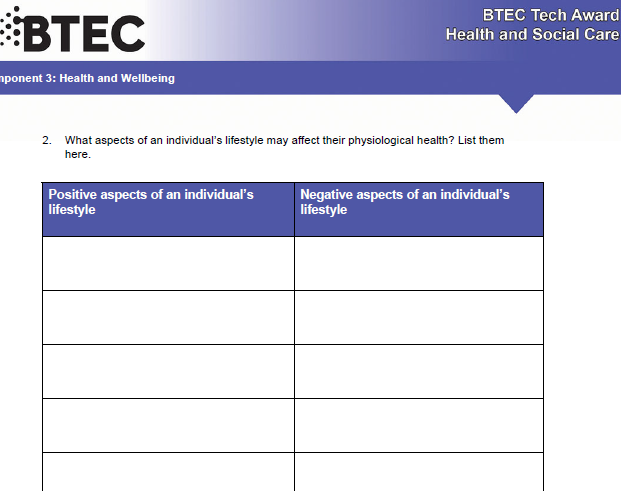 BTEC
BTEC Tech Award
Health and Social Care
mponent 3: Health and Wellbeing
2. What aspects of an individual's lifestyle may affect their physiological health? List them
here.
Positive aspects of an individual's
lifestyle
Negative aspects of an individual's
lifestyle